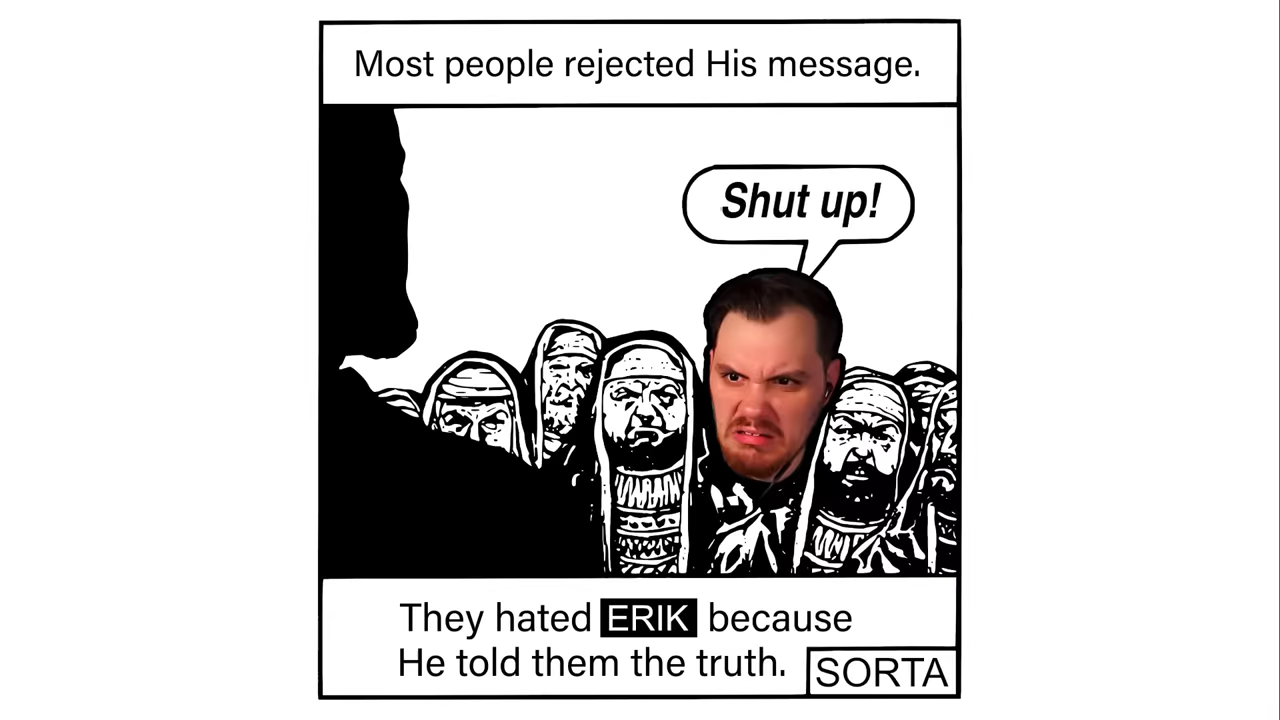 Most people rejected His message.
Shut up!
They hated ERIK because
He told them the truth.
SORTA